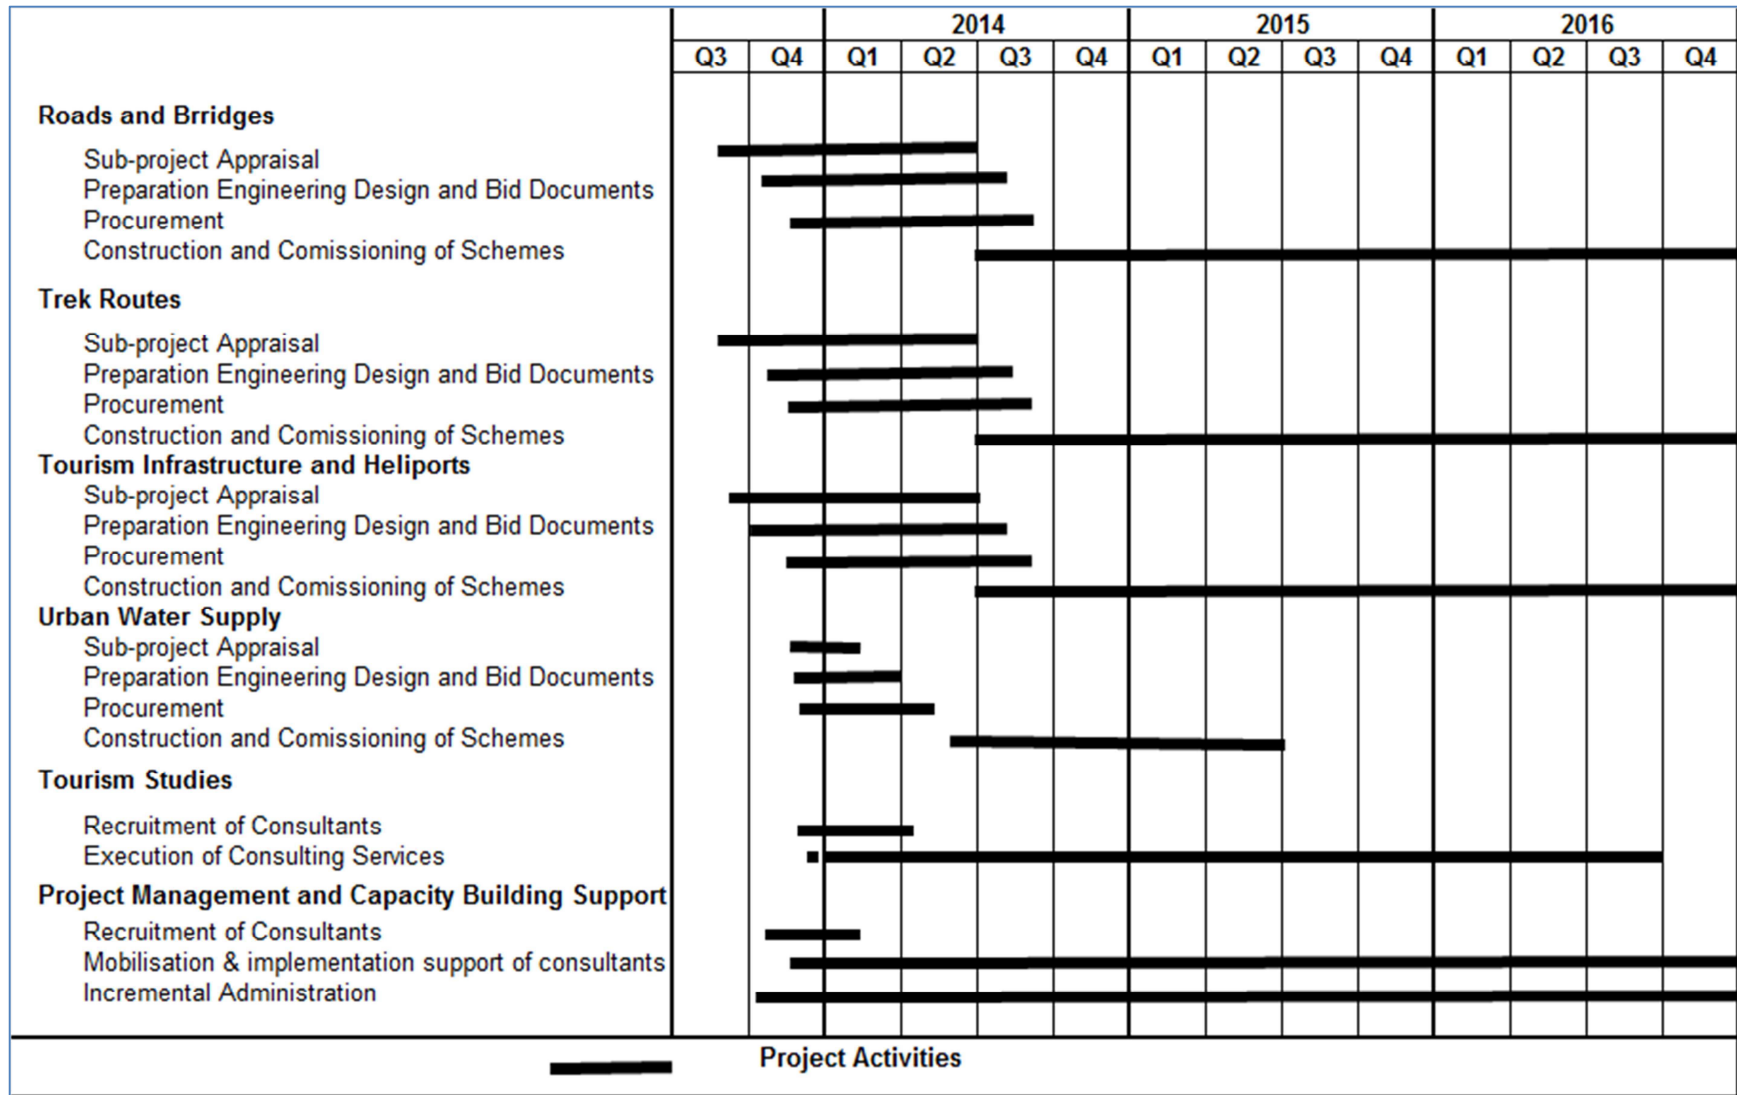 2014 2015 2016
Q3 Q4 Q1 Q2 Q3 Q4 Q1 Q2 Q3 Q4 Q1 Q2 Q3 Q4
Roads and Brridges
Sub-project Appraisal
Preparation Engineering Design and Bid Documents
Procurement
Construction and Comissioning of Schemes
Trek Routes
Sub-project Appraisal
Preparation Engineering Design and Bid Documents
Procurement
Construction and Comissioning of Schemes
Tourism Infrastructure and Heliports
Sub-project Appraisal
Preparation Engineering Design and Bid Documents
Procurement
Construction and Comissioning of Schemes
Urban Water Supply
Sub-project Appraisal
Preparation Engineering Design and Bid Documents
Procurement
Construction and Comissioning of Schemes
Tourism Studies
Recruitment of Consultants
Execution of Consulting Services
Project Management and Capacity Building Support
Recruitment of Consultants
Mobilisation & implementation support of consultants
Incremental Administration
Project Activities